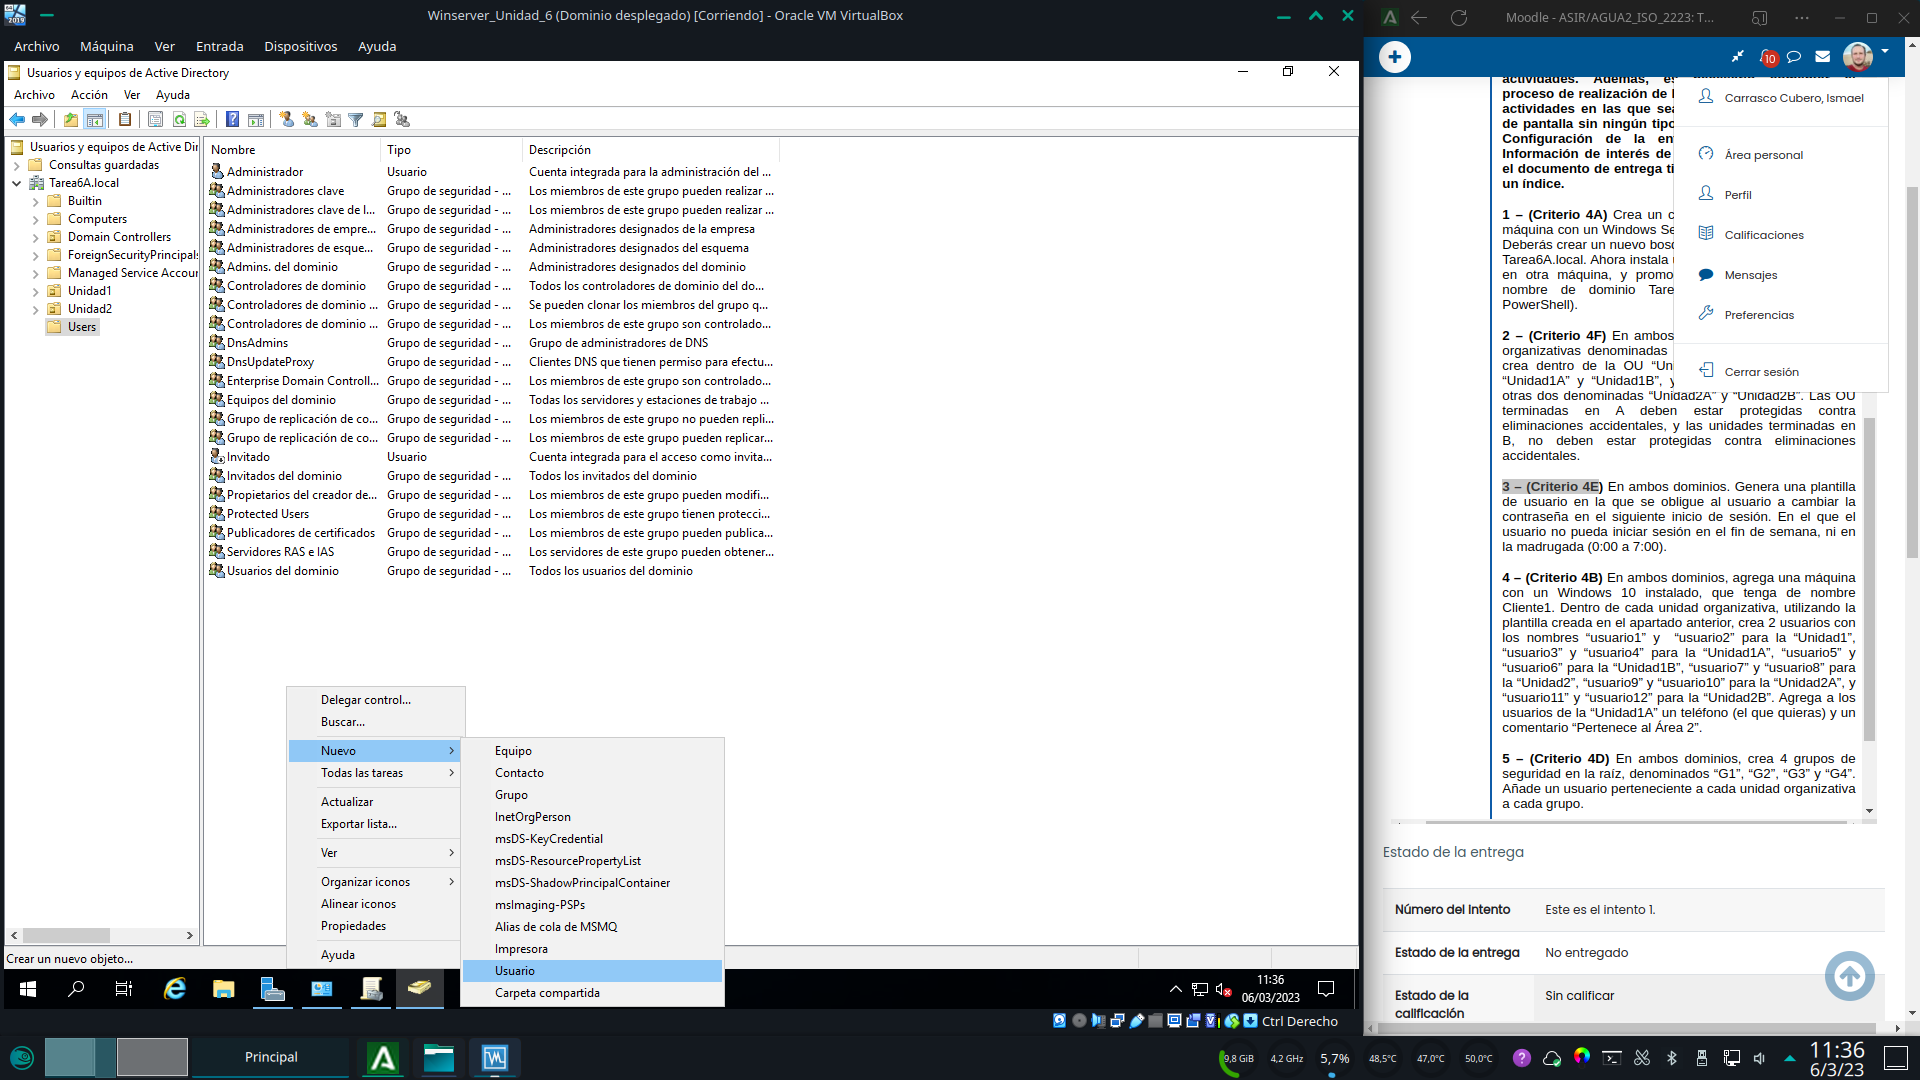 Winserver_Unidad_6 (Dominio desplegado) [Corriendo] - Oracle VM VirtualBox
Archivo Máquina Ver Entrada Dispositivos Ayuda
Usuarios y equipos de Active Directory
Archivo Acción Ver Ayuda
Usuarios y equipos de Active Dir
Consultas guardadas
Tarea6A.local
Builtin
Computers
Domain Controllers
ForeignSecurityPrincipals
Managed Service Accour
Unidad1
Unidad2
Users
Nombre Tipo Descripción
Administrador Usuario Cuenta integrada para la administración del ...
Administradores clave Grupo de seguridad - ... Los miembros de este grupo pueden realizar ...
Administradores clave de l... Grupo de seguridad - ... Los miembros de este grupo pueden realizar ...
Administradores de empre... Grupo de seguridad - ... Administradores designados de la empresa
Administradores de esque... Grupo de seguridad - ... Administradores designados del esquema
Admins. del dominio Grupo de seguridad - ... Administradores designados del dominio
Controladores de dominio Grupo de seguridad - ... Todos los controladores de dominio del do...
Controladores de dominio ... Grupo de seguridad - ... Se pueden clonar los miembros del grupo q...
Controladores de dominio ... Grupo de seguridad - ... Los miembros de este grupo son controlado...
DnsAdmins Grupo de seguridad - ... Grupo de administradores de DNS
DnsUpdateProxy Grupo de seguridad - ... Clientes DNS que tienen permiso para efectu...
Enterprise Domain Controll... Grupo de seguridad - ... Los miembros de este grupo son controlado...
Equipos del dominio Grupo de seguridad - ... Todas los servidores y estaciones de trabajo ...
Grupo de replicación de co... Grupo de seguridad - ... Los miembros de este grupo no pueden repli...
Grupo de replicación de co... Grupo de seguridad - ... Los miembros de este grupo pueden replicar...
Invitado Usuario Cuenta integrada para el acceso como invita...
Invitados del dominio Grupo de seguridad - ... Todos los invitados del dominio
Propietarios del creador de... Grupo de seguridad - ... Los miembros de este grupo pueden modifi...
Protected Users Grupo de seguridad - ... Los miembros de este grupo tienen protecci...
Publicadores de certificados Grupo de seguridad - ... Los miembros de este grupo pueden publica...
Servidores RAS e IAS Grupo de seguridad - ... Los servidores de este grupo pueden obtener...
Usuarios del dominio Grupo de seguridad - ... Todos los usuarios del dominio
Delegar control...
Buscar...
Nuevo
Todas las tareas
Actualizar
Exportar lista...
Ver
Organizar iconos
Alinear iconos
Propiedades
Ayuda
Equipo
Contacto
Grupo
InetOrgPerson
msDS-KeyCredential
msDS-ResourcePropertyList
msDS-ShadowPrincipalContainer
msImaging-PSPs
Alias de cola de MSMQ
Impresora
Usuario
Carpeta compartida
Crear un nuevo objeto...
11:36
06/03/2023
Ctrl Derecho
Moodle - ASIR/AGUA2_ISO_2223: T...
10
Carrasco Cubero, Ismael
Área personal
Perfil
Calificaciones
Mensajes
Preferencias
Cerrar sesión
proceso de realización de l
actividades en las que sea
de pantalla sin ningún tipo
Configuración de la en
Información de interés de
el documento de entrega ti
un índice.
1 – (Criterio 4A) Crea un c
máquina con un Windows Se
Deberás crear un nuevo bosc
Tarea6A.local. Ahora instala u
en otra máquina, y promo
nombre de dominio Tare
PowerShell).
2 – (Criterio 4F) En ambos
organizativas denominadas
crea dentro de la OU “Un
“Unidad1A” y “Unidad1B”, y
otras dos denominadas “Unidad2A” y “Unidad2B”. Las OU
terminadas en A deben estar protegidas contra
eliminaciones accidentales, y las unidades terminadas en
B, no deben estar protegidas contra eliminaciones
accidentales.
3 – (Criterio 4E) En ambos dominios. Genera una plantilla
de usuario en la que se obligue al usuario a cambiar la
contraseña en el siguiente inicio de sesión. En el que el
usuario no pueda iniciar sesión en el fin de semana, ni en
la madrugada (0:00 a 7:00).
4 – (Criterio 4B) En ambos dominios, agrega una máquina
con un Windows 10 instalado, que tenga de nombre
Cliente1. Dentro de cada unidad organizativa, utilizando la
plantilla creada en el apartado anterior, crea 2 usuarios con
los nombres “usuario1” y “usuario2” para la “Unidad1”,
“usuario3” y “usuario4” para la “Unidad1A”, “usuario5” y
“usuario6” para la “Unidad1B”, “usuario7” y “usuario8” para
la “Unidad2”, “usuario9” y “usuario10” para la “Unidad2A”, y
“usuario11” y “usuario12” para la “Unidad2B”. Agrega a los
usuarios de la “Unidad1A” un teléfono (el que quieras) y un
comentario “Pertenece al Área 2”.
5 – (Criterio 4D) En ambos dominios, crea 4 grupos de
seguridad en la raíz, denominados “G1”, “G2”, “G3” y “G4”.
Añade un usuario perteneciente a cada unidad organizativa
a cada grupo.
Estado de la entrega
Número del intento Este es el intento 1.
Estado de la entrega No entregado
Estado de la calificación Sin calificar
Principal
9,8 GiB 4,2 GHz 5,7% 48,5°C 47,0°C 50,0°C
11:36
6/3/23